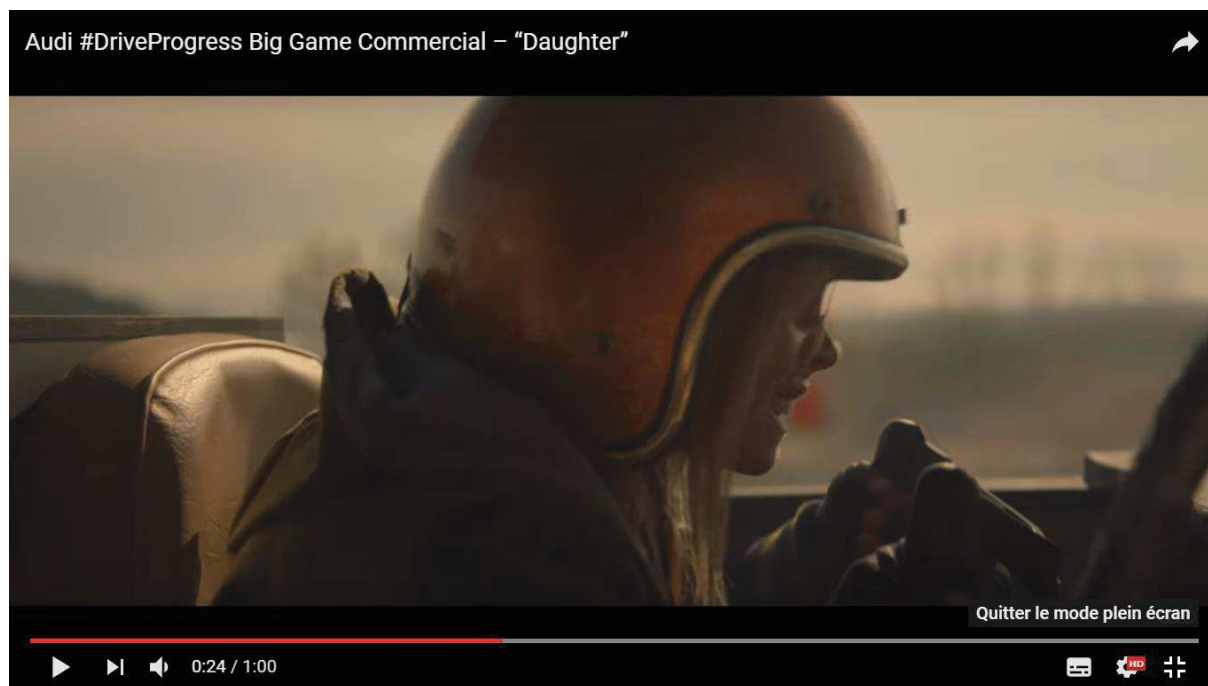 Audi #DriveProgress Big Game Commercial – “Daughter”
Quitter le mode plein écran
0:24 / 1:00
HD